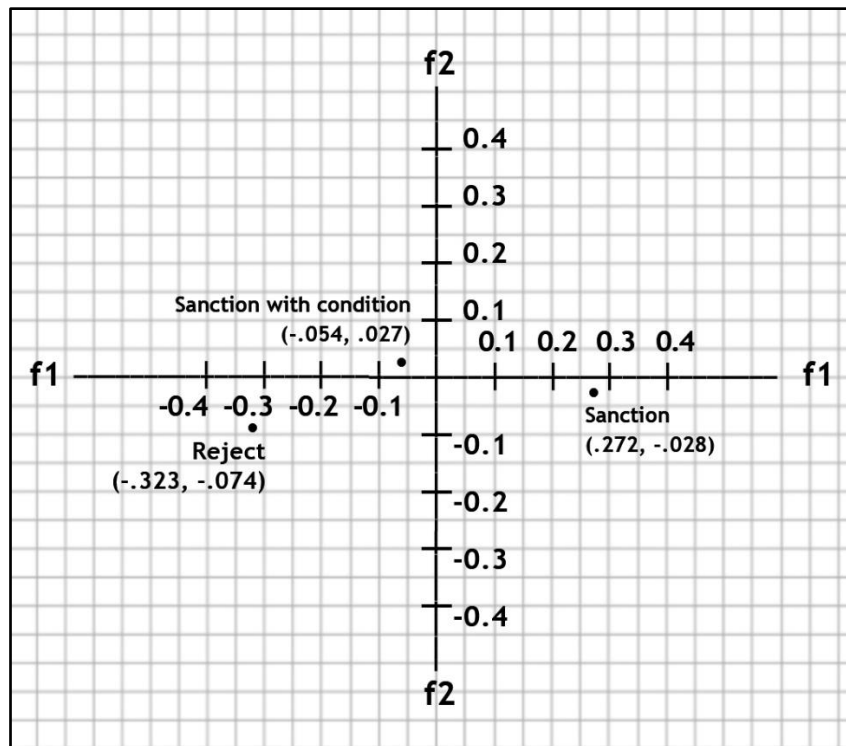 f2
0.4
0.3
0.2
Sanction with condition
(-.054, .027)
0.1
0.1 0.2 0.3 0.4
f1
f1
-0.4 -0.3 -0.2 -0.1
Reject
(-.323, -.074)
Sanction
(.272, -.028)
-0.1
-0.2
-0.3
-0.4
f2